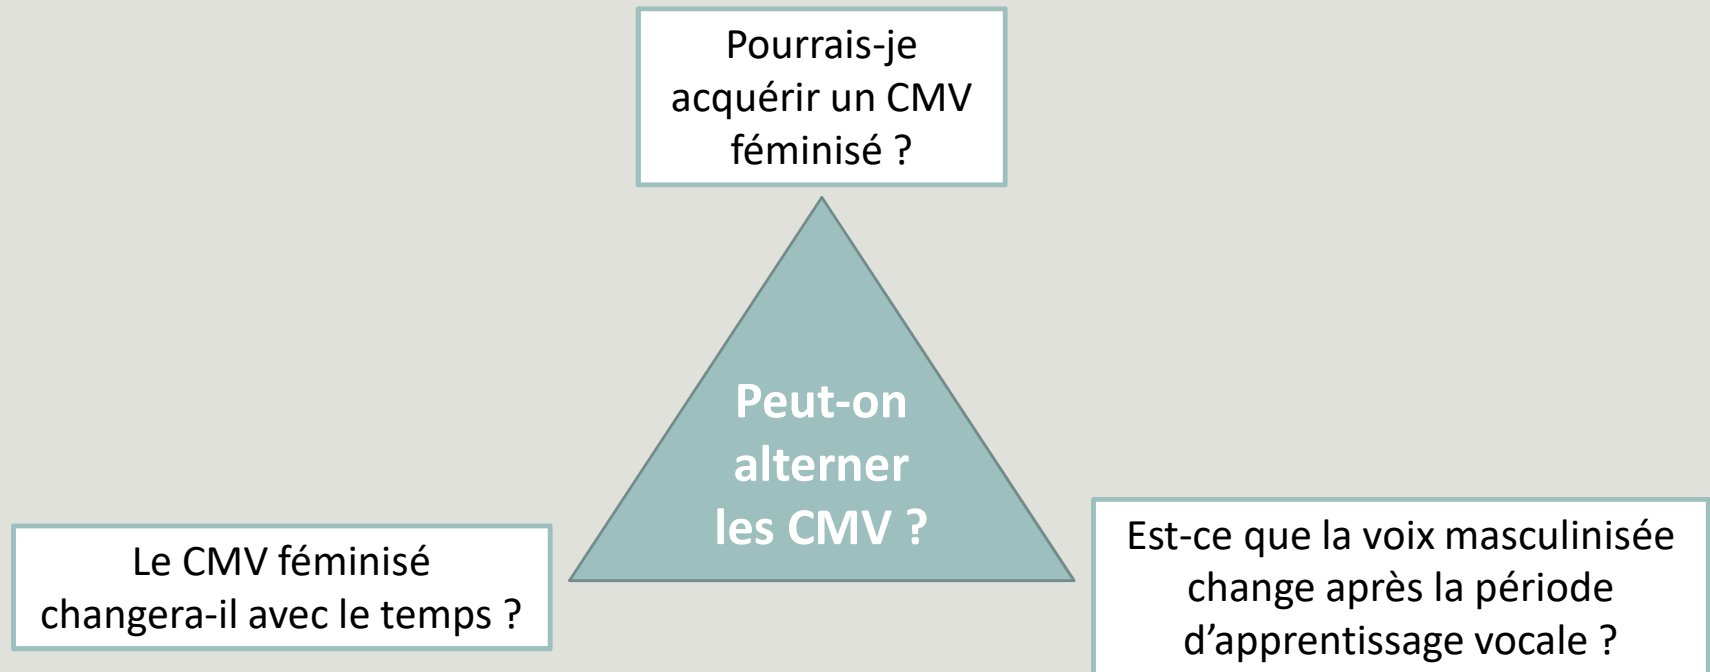 Pourrais-je
acquérir un CMV
féminisé ?
Peut-on
alterner
les CMV ?
Le CMV féminisé
changera-il avec le temps ?
Est-ce que la voix masculinisée
change après la période
d'apprentissage vocale ?